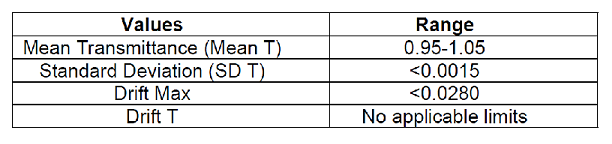 Values Range
Mean Transmittance (Mean T) 0.95-1.05
Standard Deviation (SD T) <0.0015
Drift Max <0.0280
Drift T No applicable limits